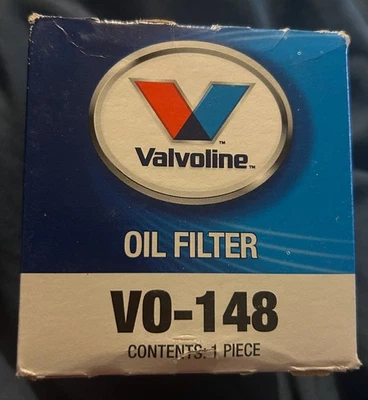 Valvoline™
OIL FILTER
VO-148
CONTENTS: 1 PIECE